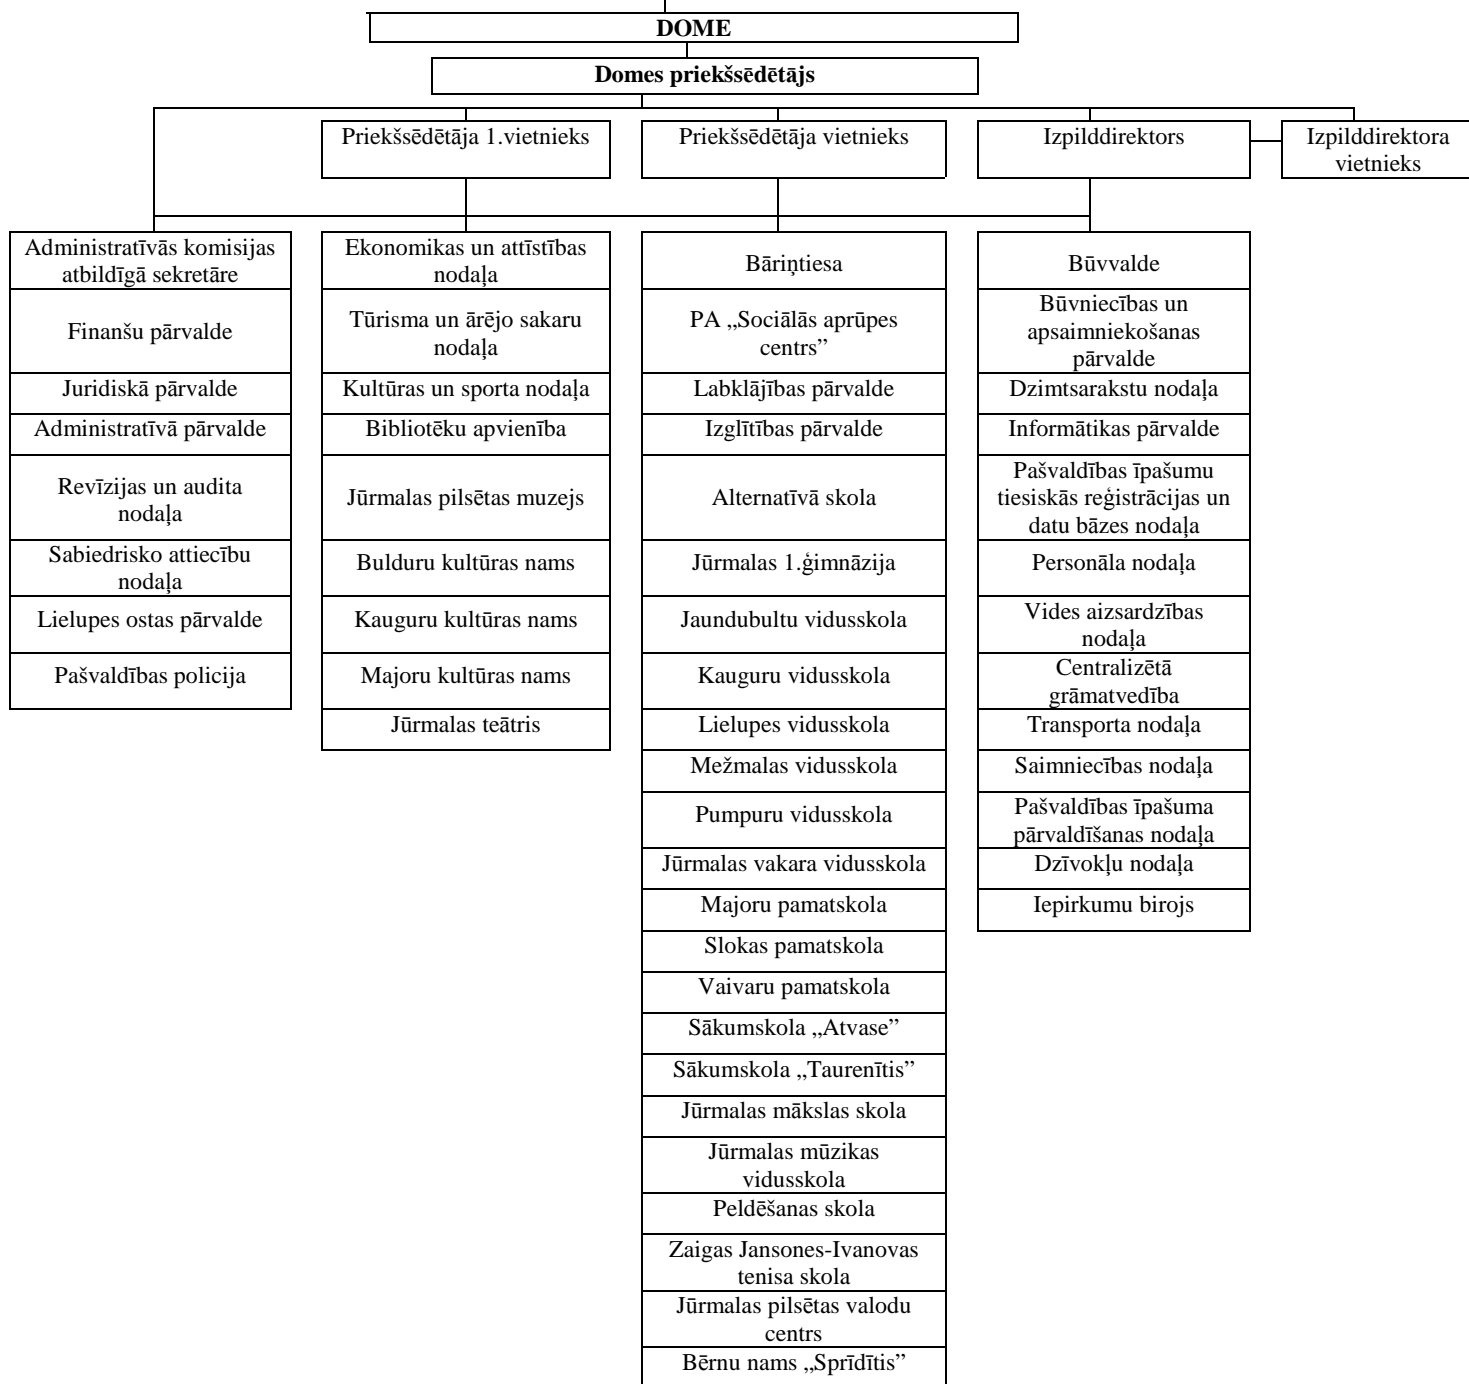 DOME
Domes priekšsēdētājs
Priekšsēdētāja 1.vietnieks
Priekšsēdētāja vietnieks
Izpilddirektors
Izpilddirektora
vietnieks
Administratīvās komisijas
atbildīgā sekretāre
Finanšu pārvalde
Juridiskā pārvalde
Administratīvā pārvalde
Revīzijas un audita
nodaļa
Sabiedrisko attiecību
nodaļa
Lielupes ostas pārvalde
Pašvaldības policija
Ekonomikas un attīstības
nodaļa
Tūrisma un ārējo sakaru
nodaļa
Kultūras un sporta nodaļa
Bibliotēku apvienība
Jūrmalas pilsētas muzejs
Bulduru kultūras nams
Kauguru kultūras nams
Majoru kultūras nams
Jūrmalas teātris
Bāriņtiesa
PA „Sociālās aprūpes
centrs”
Labklājības pārvalde
Izglītības pārvalde
Alternatīvā skola
Jūrmalas 1.ģimnāzija
Jaundubultu vidusskola
Kauguru vidusskola
Lielupes vidusskola
Mežmalas vidusskola
Pumpuru vidusskola
Jūrmalas vakara vidusskola
Majoru pamatskola
Slokas pamatskola
Vaivaru pamatskola
Sākumskola „Atvase”
Sākumskola „Taurenītis”
Jūrmalas mākslas skola
Jūrmalas mūzikas
vidusskola
Peldēšanas skola
Zaigas Jansones-Ivanovas
tenisa skola
Jūrmalas pilsētas valodu
centrs
Bērnu nams „Sprīdītis”
Būvvalde
Būvniecības un
apsaimniekošanas
pārvalde
Dzimtsarakstu nodaļa
Informātikas pārvalde
Pašvaldības īpašumu
tiesiskās reģistrācijas un
datu bāzes nodaļa
Personāla nodaļa
Vides aizsardzības
nodaļa
Centralizētā
grāmatvedība
Transporta nodaļa
Saimniecības nodaļa
Pašvaldības īpašuma
pārvaldīšanas nodaļa
Dzīvokļu nodaļa
Iepirkumu birojs